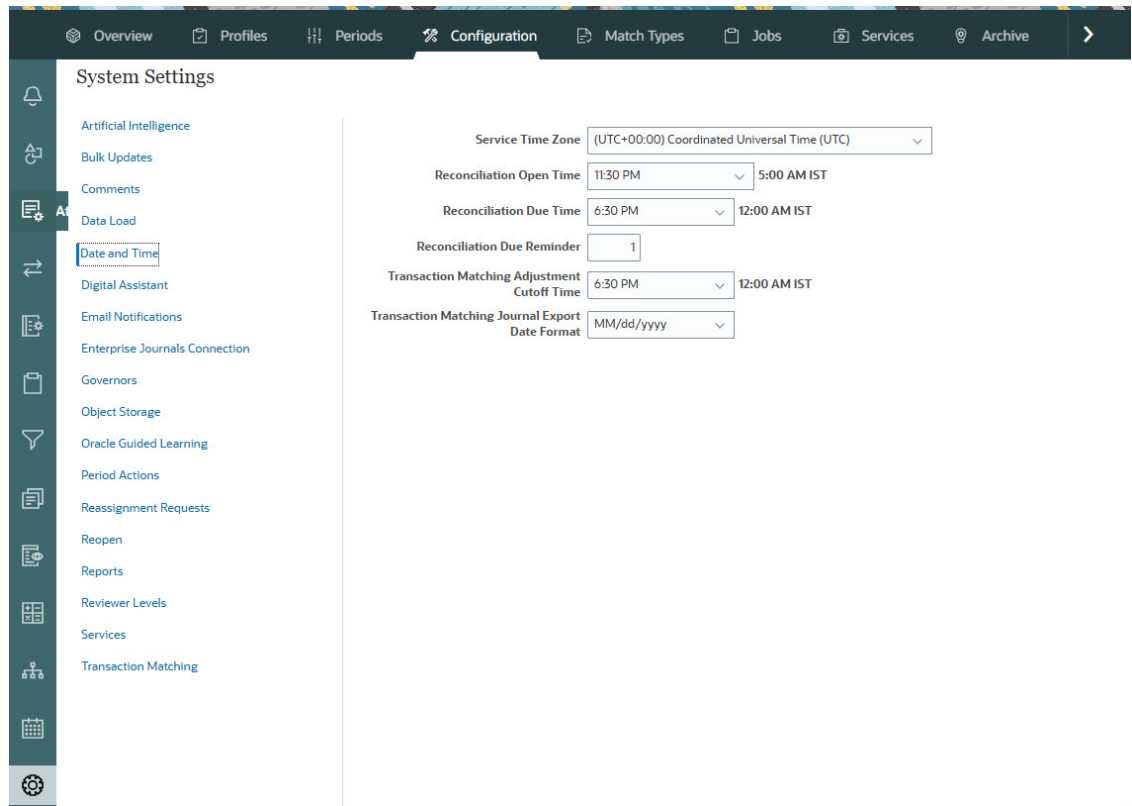 Overview Profiles Periods Configuration Match Types Jobs Services Archive
System Settings
Artificial Intelligence
Bulk Updates
Comments
Data Load
Date and Time
Digital Assistant
Email Notifications
Enterprise Journals Connection
Governors
Object Storage
Oracle Guided Learning
Period Actions
Reassignment Requests
Reopen
Reports
Reviewer Levels
Services
Transaction Matching
Service Time Zone (UTC+00:00) Coordinated Universal Time (UTC)
Reconciliation Open Time 11:30 PM 5:00 AM IST
Reconciliation Due Time 6:30 PM 12:00 AM IST
Reconciliation Due Reminder 1
Transaction Matching Adjustment
Cutoff Time 6:30 PM 12:00 AM IST
Transaction Matching Journal Export
Date Format MM/dd/yyyy